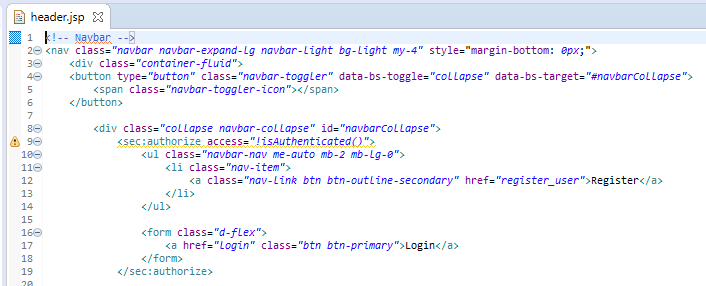 header.jsp
1 <!-- Navbar -->
2 <nav class="navbar navbar-expand-lg navbar-light bg-light my-4" style="margin-bottom: 0px;">
3 <div class="container-fluid">
4 <button type="button" class="navbar-toggler" data-bs-toggle="collapse" data-bs-target="#navbarCollapse">
5 <span class="navbar-toggler-icon"></span>
6 </button>
7
8 <div class="collapse navbar-collapse" id="navbarCollapse">
9 <sec:authorize access="!isAuthenticated()">
10 <ul class="navbar-nav me-auto mb-2 mb-lg-0">
11 <li class="nav-item">
12 <a class="nav-link btn btn-outline-secondary" href="register_user">Register</a>
13 </li>
14 </ul>
15
16 <form class="d-flex">
17 <a href="login" class="btn btn-primary">Login</a>
18 </form>
19 </sec:authorize>
20